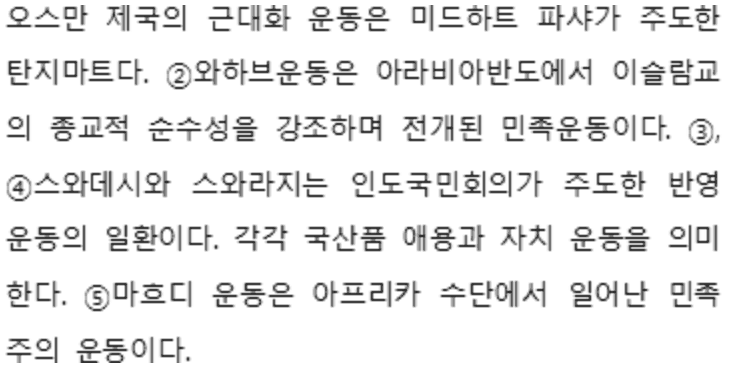 오스만 제국의 근대화 운동은 미드하트 파샤가 주도한
탄지마트다. ②와하브운동은 아라비아반도에서 이슬람교
의 종교적 순수성을 강조하며 전개된 민족운동이다. ③,
④스와데시와 스와라지는 인도국민회의가 주도한 반영
운동의 일환이다. 각각 국산품 애용과 자치 운동을 의미
한다. ⑤마흐디 운동은 아프리카 수단에서 일어난 민족
주의 운동이다.